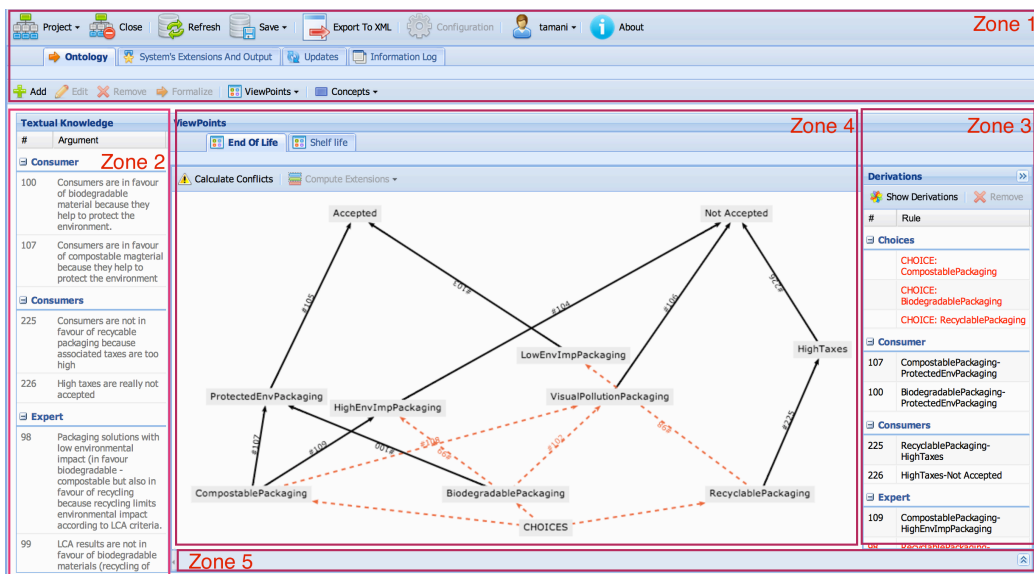 Project
Close
Refresh
Save
Export To XML
Configuration
tamani
About
Zone 1
Ontology
System's Extensions And Output
Updates
Information Log
Add
Edit
Remove
Formalize
ViewPoints
Concepts
Textual Knowledge
# Argument
Consumer
Zone 2
100 Consumers are in favour
of biodegradable
material because they
help to protect the
environment.
107 Consumers are in favour
of compostable magterial
because they help to
protect the environment
Consumers
225 Consumers are not in
favour of recycable
packaging because
associated taxes are too
high
226 High taxes are really not
accepted
Expert
98 Packaging solutions with
low environmental
impact (in favour
biodegradable -
compostable but also in
favour of recycling
because recycling limits
environmental impact
according to LCA criteria.
99 LCA results are not in
favour of biodegradable
materials (recycling of
ViewPoints
Zone 4
End Of Life
Shelf life
Calculate Conflicts
Compute Extensions
Accepted
Not Accepted
#105
#103
#104
#106
#226
LowEnvImpPackaging
HighTaxes
ProtectedEnvPackaging
HighEnvImpPackaging
VisualPollutionPackaging
#107
#109
#100
#108
#99
#102
#98
#225
CompostablePackaging
BiodegradablePackaging
RecyclablePackaging
CHOICES
Zone 3
Derivations
Show Derivations
Remove
# Rule
Choices
CHOICE:
CompostablePackaging
CHOICE:
BiodegradablePackaging
CHOICE: RecyclablePackaging
Consumer
107 CompostablePackaging-
ProtectedEnvPackaging
100 BiodegradablePackaging-
ProtectedEnvPackaging
Consumers
225 RecyclablePackaging-
HighTaxes
226 HighTaxes-Not Accepted
Expert
109 CompostablePackaging-
HighEnvImpPackaging
98 RecyclablePackaging-
Zone 5